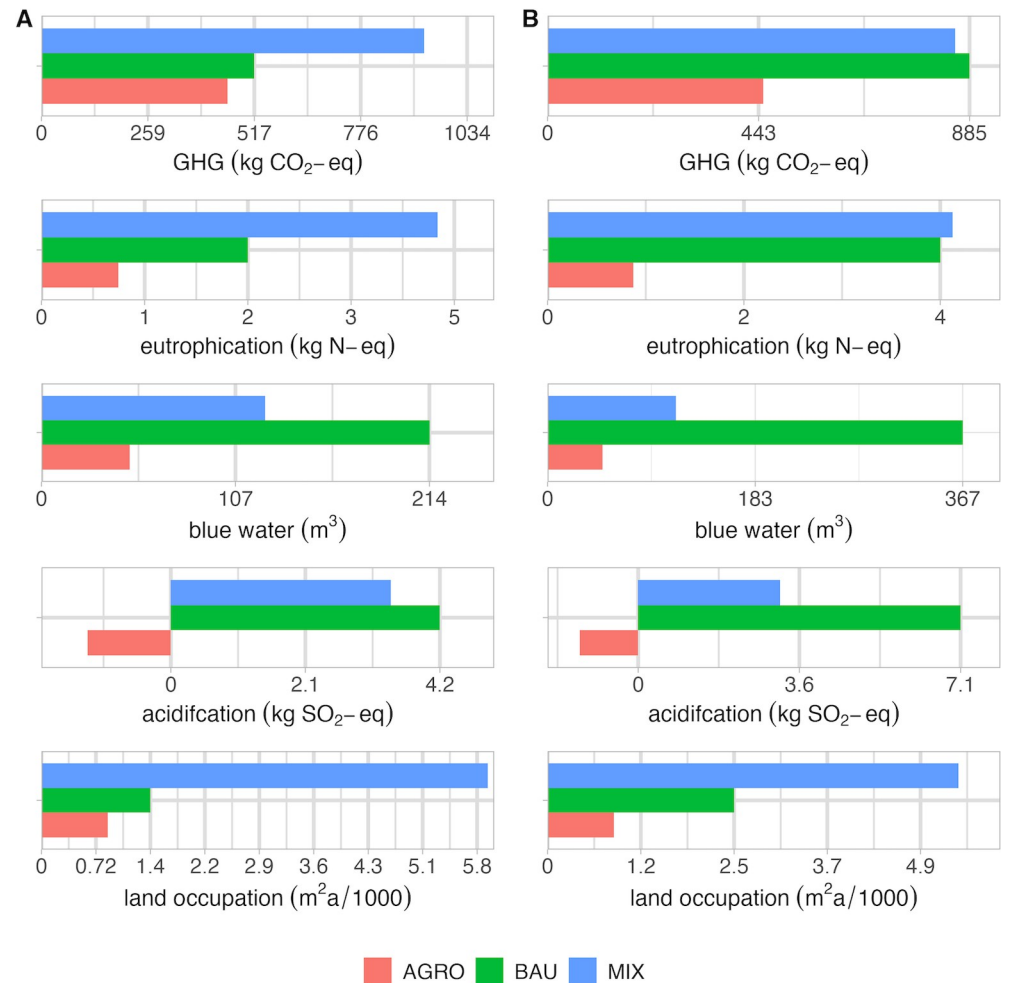 A
B
0 259 517 776 1034
GHG (kg CO₂−eq)
0 443 885
GHG (kg CO₂−eq)
0 1 2 3 5
eutrophication (kg N−eq)
0 2 4
eutrophication (kg N−eq)
0 107 214
blue water (m³)
0 183 367
blue water (m³)
0 2.1 4.2
acidifcation (kg SO₂−eq)
0 3.6 7.1
acidifcation (kg SO₂−eq)
0 0.72 1.4 2.2 2.9 3.6 4.3 5.1 5.8
land occupation (m²a/1000)
0 1.2 2.5 3.7 4.9
land occupation (m²a/1000)
AGRO BAU MIX